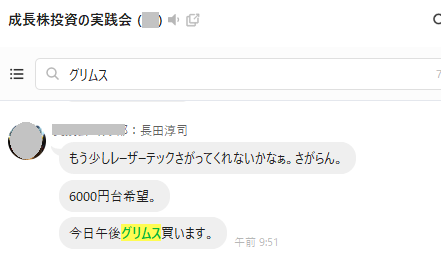 成長株投資の実践会 ( )
グリムス
7
：長田淳司
もう少しレーザーテックさがってくれないかなぁ。さがらん。
6000円台希望。
今日午後グリムス買います。
午前 9:51